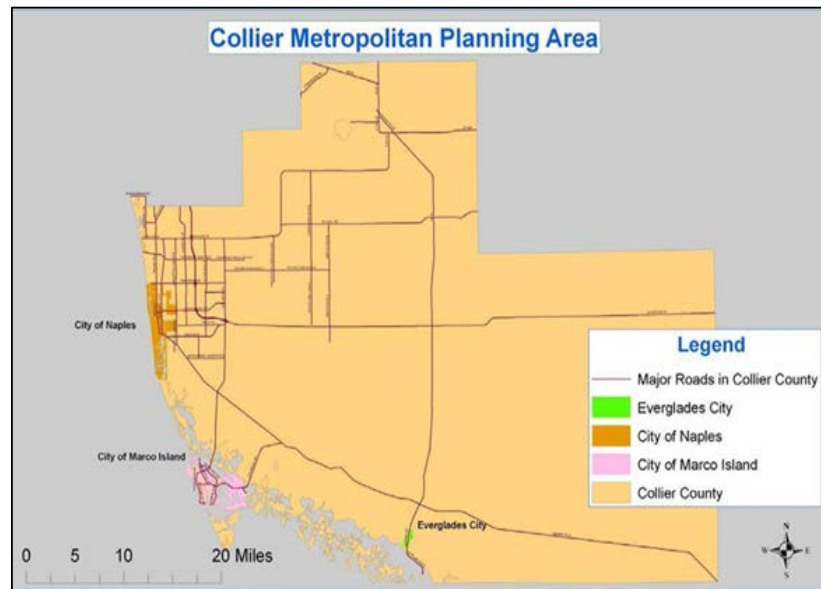 Collier Metropolitan Planning Area
City of Naples
City of Marco Island
Everglades City
Legend
Major Roads in Collier County
Everglades City
City of Naples
City of Marco Island
Collier County
0 5 10 20 Miles
N
W E
S